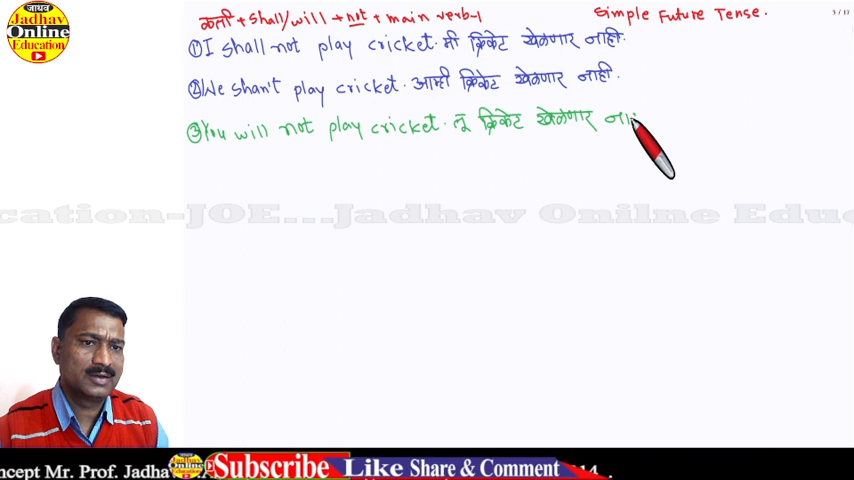 जाधव
Jadhav
Online
Education
कर्ता + shall/will + not + main verb-1
Simple Future Tense.
① I shall not play cricket. मी क्रिकेट खेळणार नाही.
② We shan't play cricket. आम्ही क्रिकेट खेळणार नाही.
③ You will not play cricket. तू क्रिकेट खेळणार ना
cation-JOE...Jadhav Onilne Educ
ncept Mr. Prof. Jadha
Subscribe Like Share & Comment